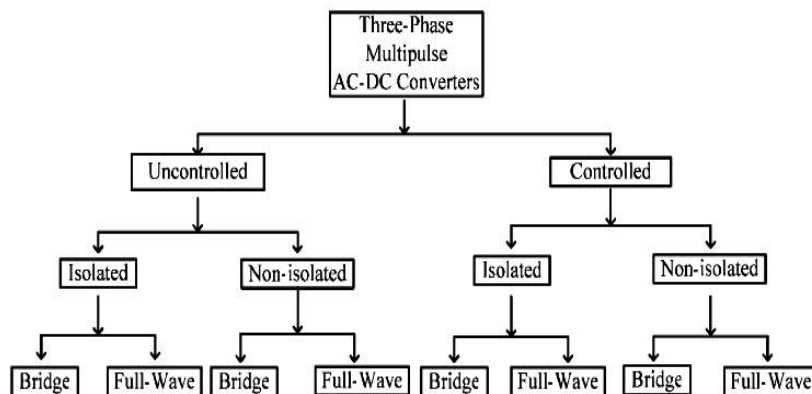 Three-Phase
Multipulse
AC-DC Converters
Uncontrolled
Controlled
Isolated
Non-isolated
Isolated
Non-isolated
Bridge
Full-Wave
Bridge
Full-Wave
Bridge
Full-Wave
Bridge
Full-Wave